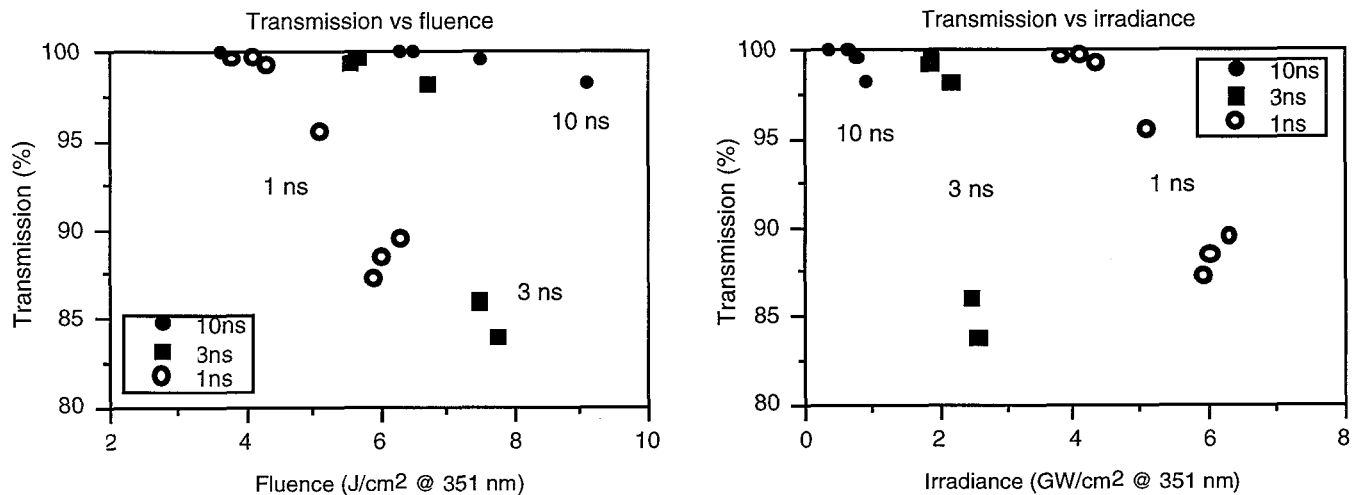 Transmission vs fluence
100
95
90
85
80
Transmission (%)
10 ns
1 ns
3 ns
10ns
3ns
1ns
2
4
6
8
10
Fluence (J/cm2 @ 351 nm)
Transmission vs irradiance
100
95
90
85
80
Transmission (%)
10ns
3ns
1ns
10 ns
3 ns
1 ns
0
2
4
6
8
Irradiance (GW/cm2 @ 351 nm)